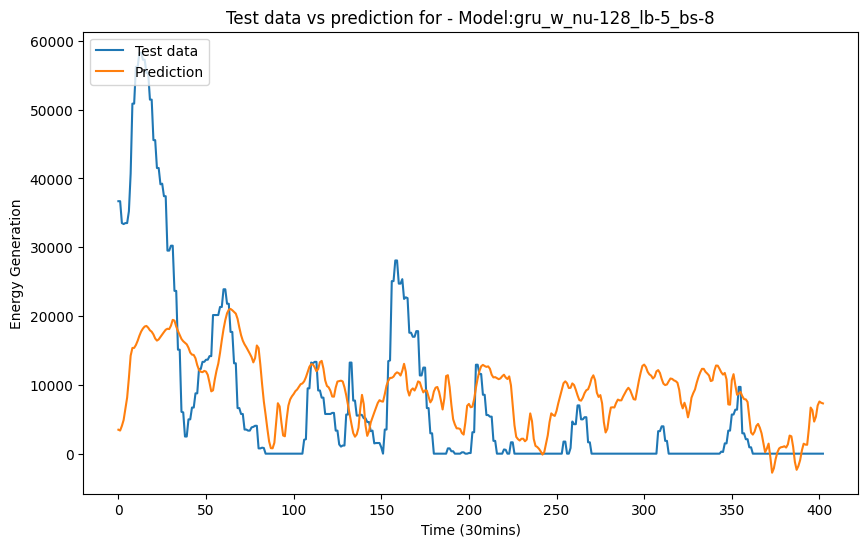 Test data vs prediction for - Model:gru_w_nu-128_lb-5_bs-8
Test data
Prediction
60000
50000
40000
30000
20000
10000
0
Energy Generation
0 50 100 150 200 250 300 350 400
Time (30mins)